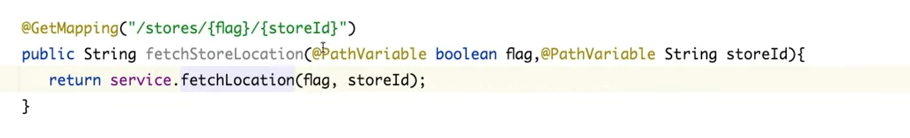 @GetMapping("/stores/{flag}/{storeId}")
public String fetchStoreLocation(@PathVariable boolean flag,@PathVariable String storeId){
return service.fetchLocation(flag, storeId);
}